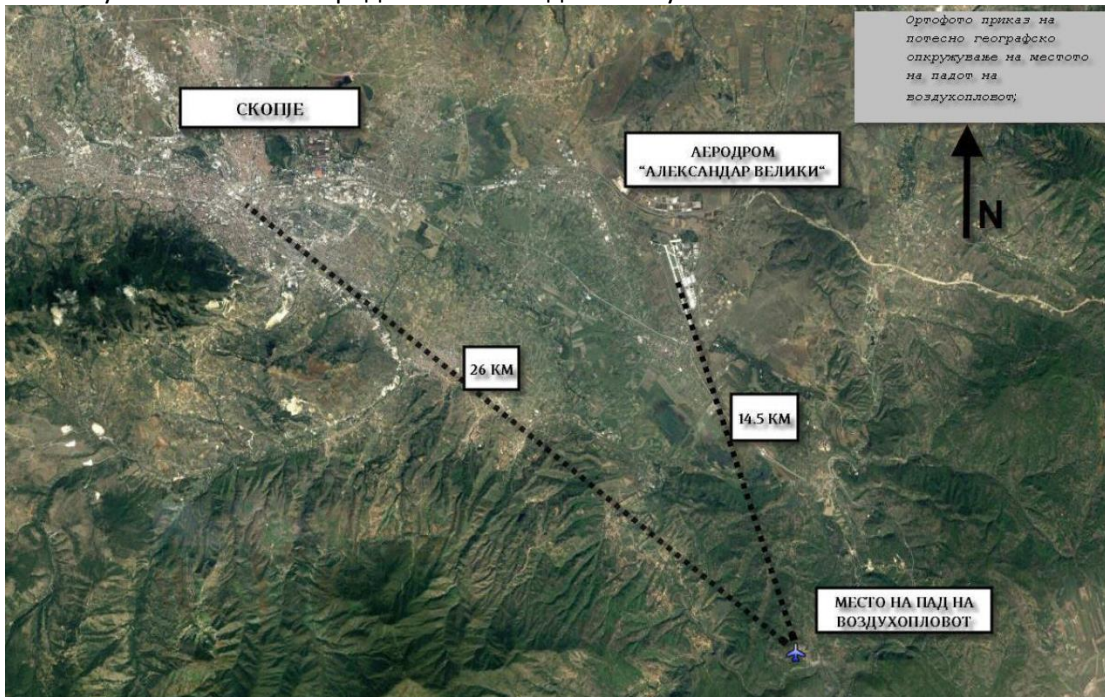 Ортофото приказ на
потесно географско
опкружување на местото
на падот на
воздухопловот;
СКОПЈЕ
АЕРОДРОМ
“АЛЕКСАНДАР ВЕЛИКИ“
N
26 КМ
14.5 КМ
МЕСТО НА ПАД НА
ВОЗДУХОПЛОВОТ